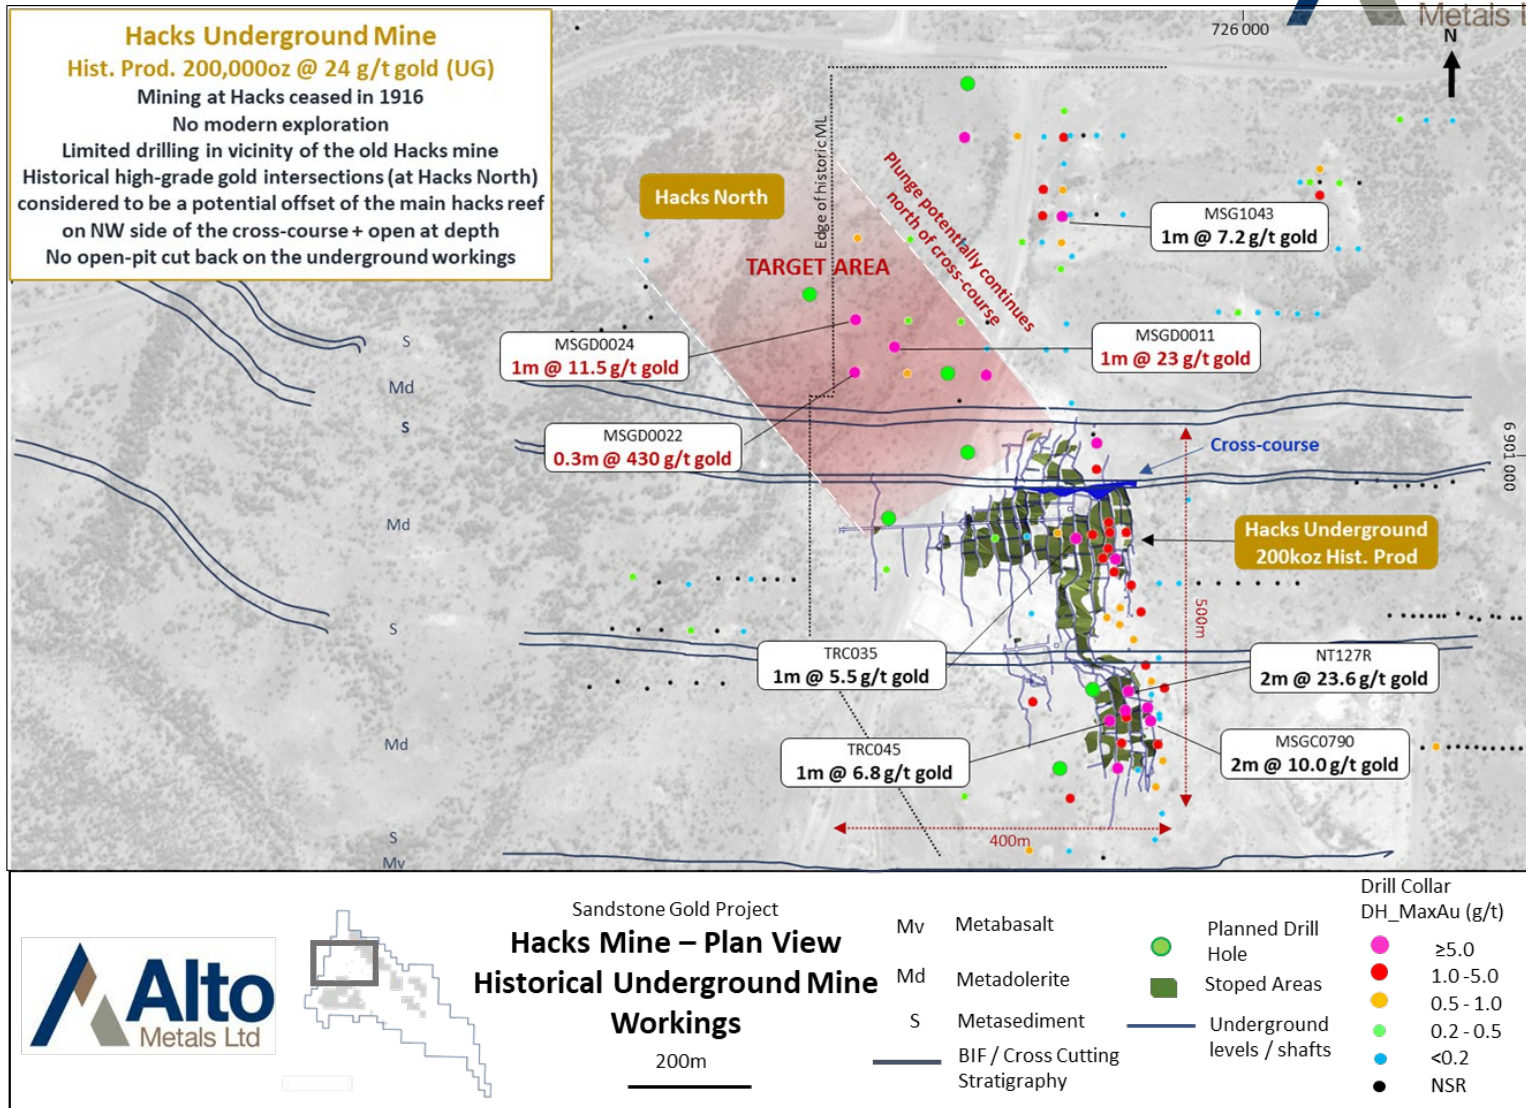 Metals L
726 000
N
Hacks Underground Mine
Hist. Prod. 200,000oz @ 24 g/t gold (UG)
Mining at Hacks ceased in 1916
No modern exploration
Limited drilling in vicinity of the old Hacks mine
Historical high-grade gold intersections (at Hacks North)
considered to be a potential offset of the main hacks reef
on NW side of the cross-course + open at depth
No open-pit cut back on the underground workings
Edge of historic ML
Hacks North
Plunge potentially continues
north of cross-course
MSG1043
1m @ 7.2 g/t gold
TARGET AREA
MSGD0024
1m @ 11.5 g/t gold
MSGD0011
1m @ 23 g/t gold
S
Md
S
MSGD0022
0.3m @ 430 g/t gold
Cross-course
6 901 000
Md
Hacks Underground
200koz Hist. Prod
500m
S
TRC035
1m @ 5.5 g/t gold
NT127R
2m @ 23.6 g/t gold
Md
TRC045
1m @ 6.8 g/t gold
MSGC0790
2m @ 10.0 g/t gold
S
400m
Mv
Alto
Metals Ltd
Sandstone Gold Project
Hacks Mine – Plan View
Historical Underground Mine
Workings
200m
Mv Metabasalt
Md Metadolerite
S Metasediment
BIF / Cross Cutting
Stratigraphy
Planned Drill
Hole
Stoped Areas
Underground
levels / shafts
Drill Collar
DH_MaxAu (g/t)
≥5.0
1.0 -5.0
0.5 - 1.0
0.2 - 0.5
<0.2
NSR